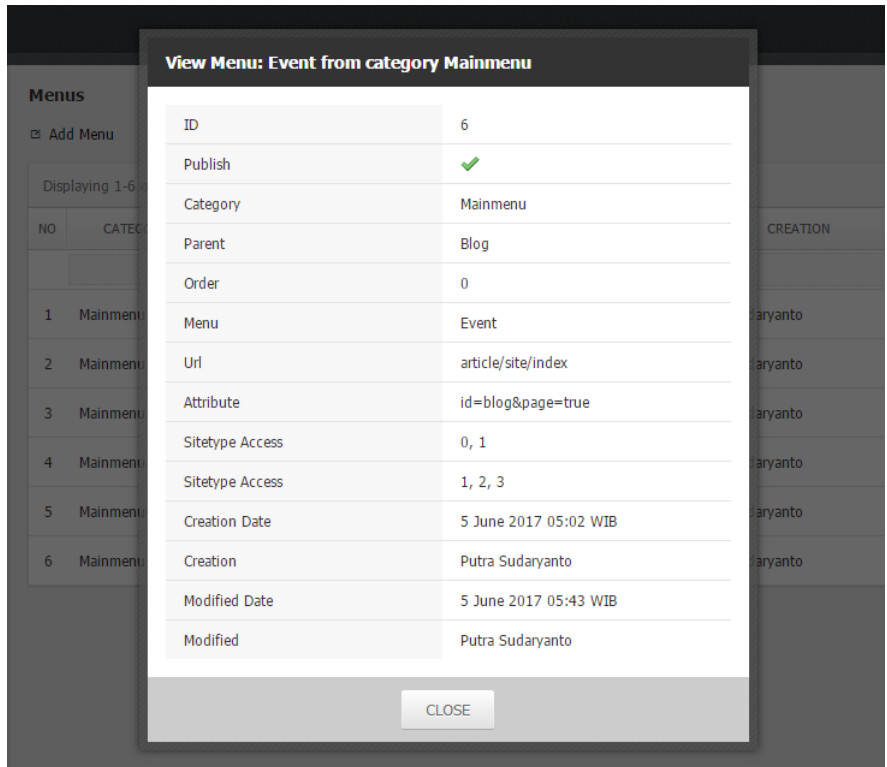 View Menu: Event from category Mainmenu
Menus
Add Menu
Displaying 1-6
NO
CREATION
ID 6
Publish
Category Mainmenu
Parent Blog
Order 0
Menu Event
Url article/site/index
Attribute id=blog&page=true
Sitetype Access 0, 1
Sitetype Access 1, 2, 3
Creation Date 5 June 2017 05:02 WIB
Creation Putra Sudaryanto
Modified Date 5 June 2017 05:43 WIB
Modified Putra Sudaryanto
1 Mainmenu
2 Mainmenu
3 Mainmenu
4 Mainmenu
5 Mainmenu
6 Mainmenu
CLOSE